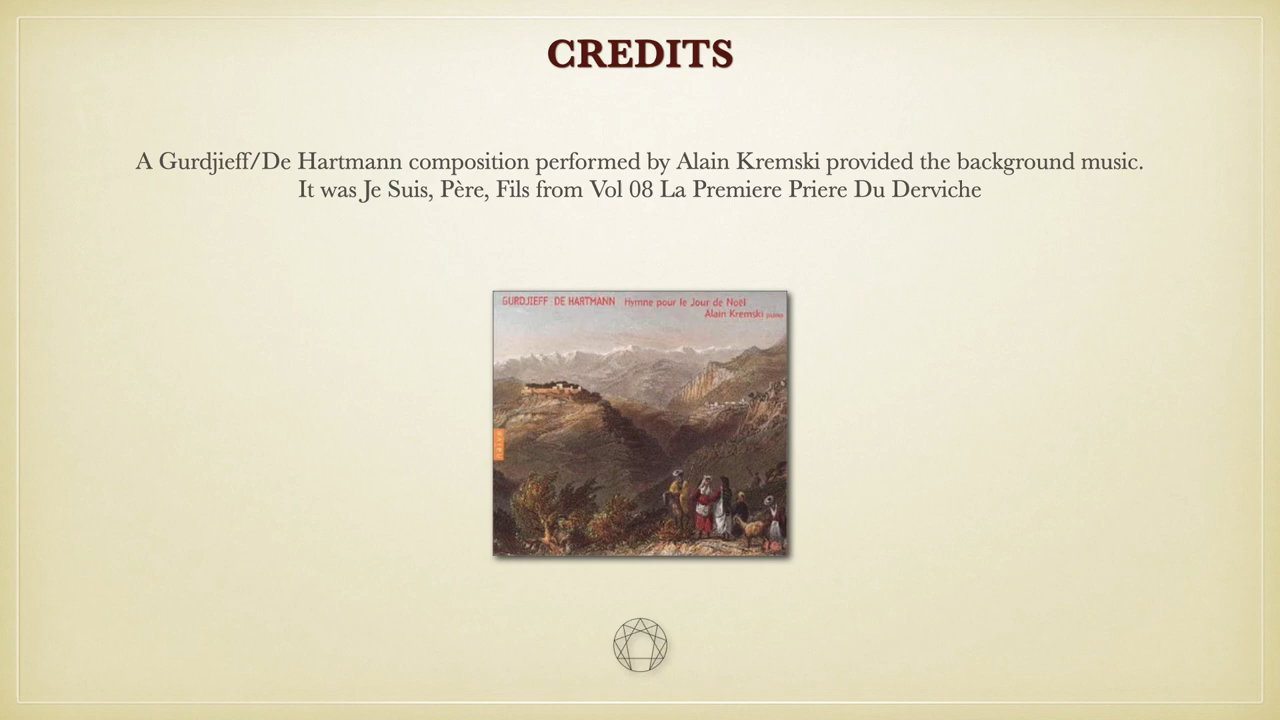 CREDITS
A Gurdjieff/De Hartmann composition performed by Alain Kremski provided the background music.
It was Je Suis, Père, Fils from Vol 08 La Premiere Priere Du Derviche
GURDJIEFF DE HARTMANN Hymne pour le Jour de Noël
Alain Kremski piano